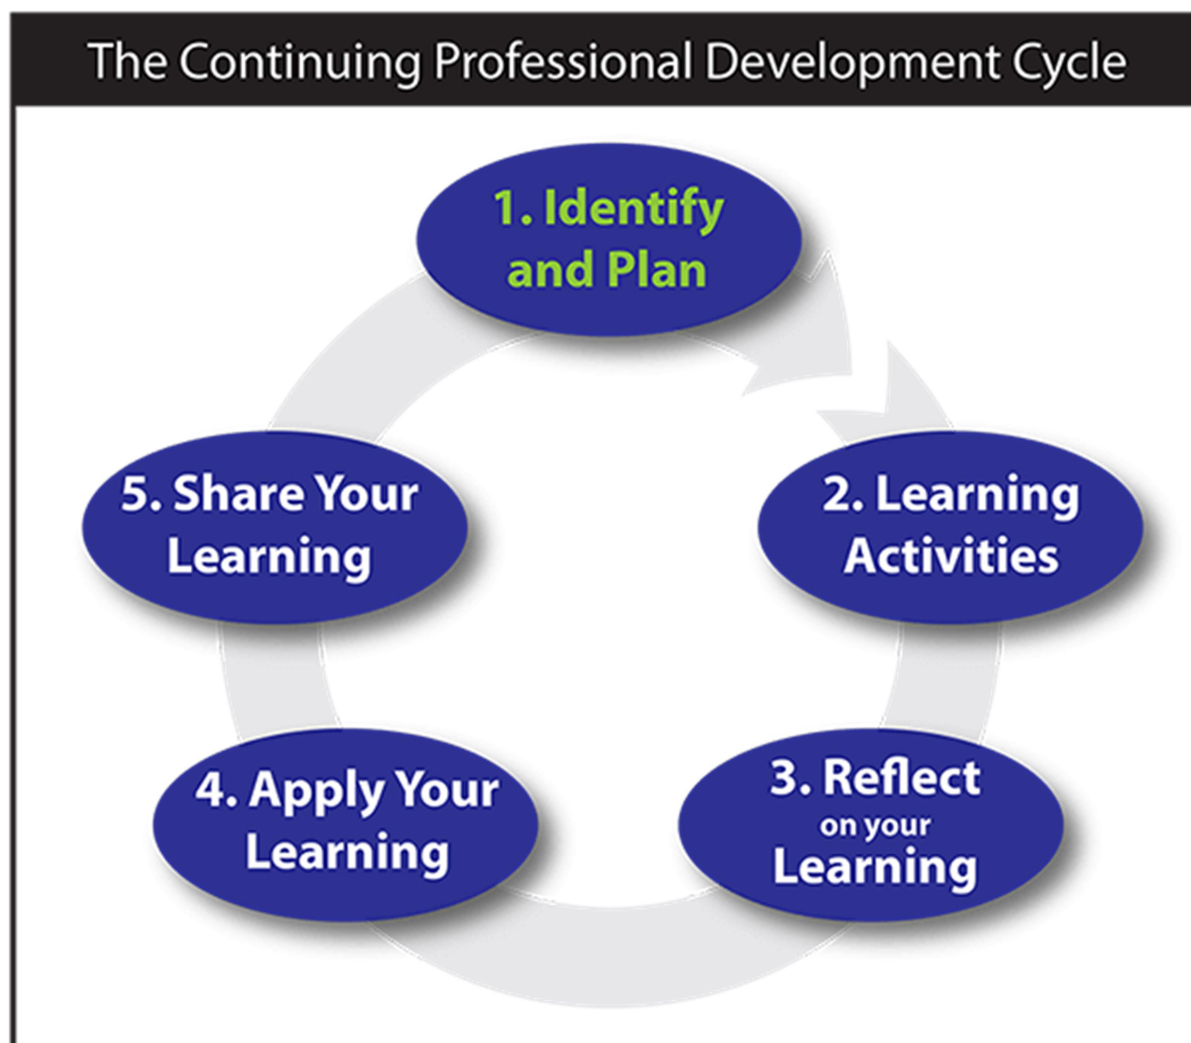 The Continuing Professional Development Cycle
1. Identify
and Plan
2. Learning
Activities
3. Reflect
on your
Learning
4. Apply Your
Learning
5. Share Your
Learning